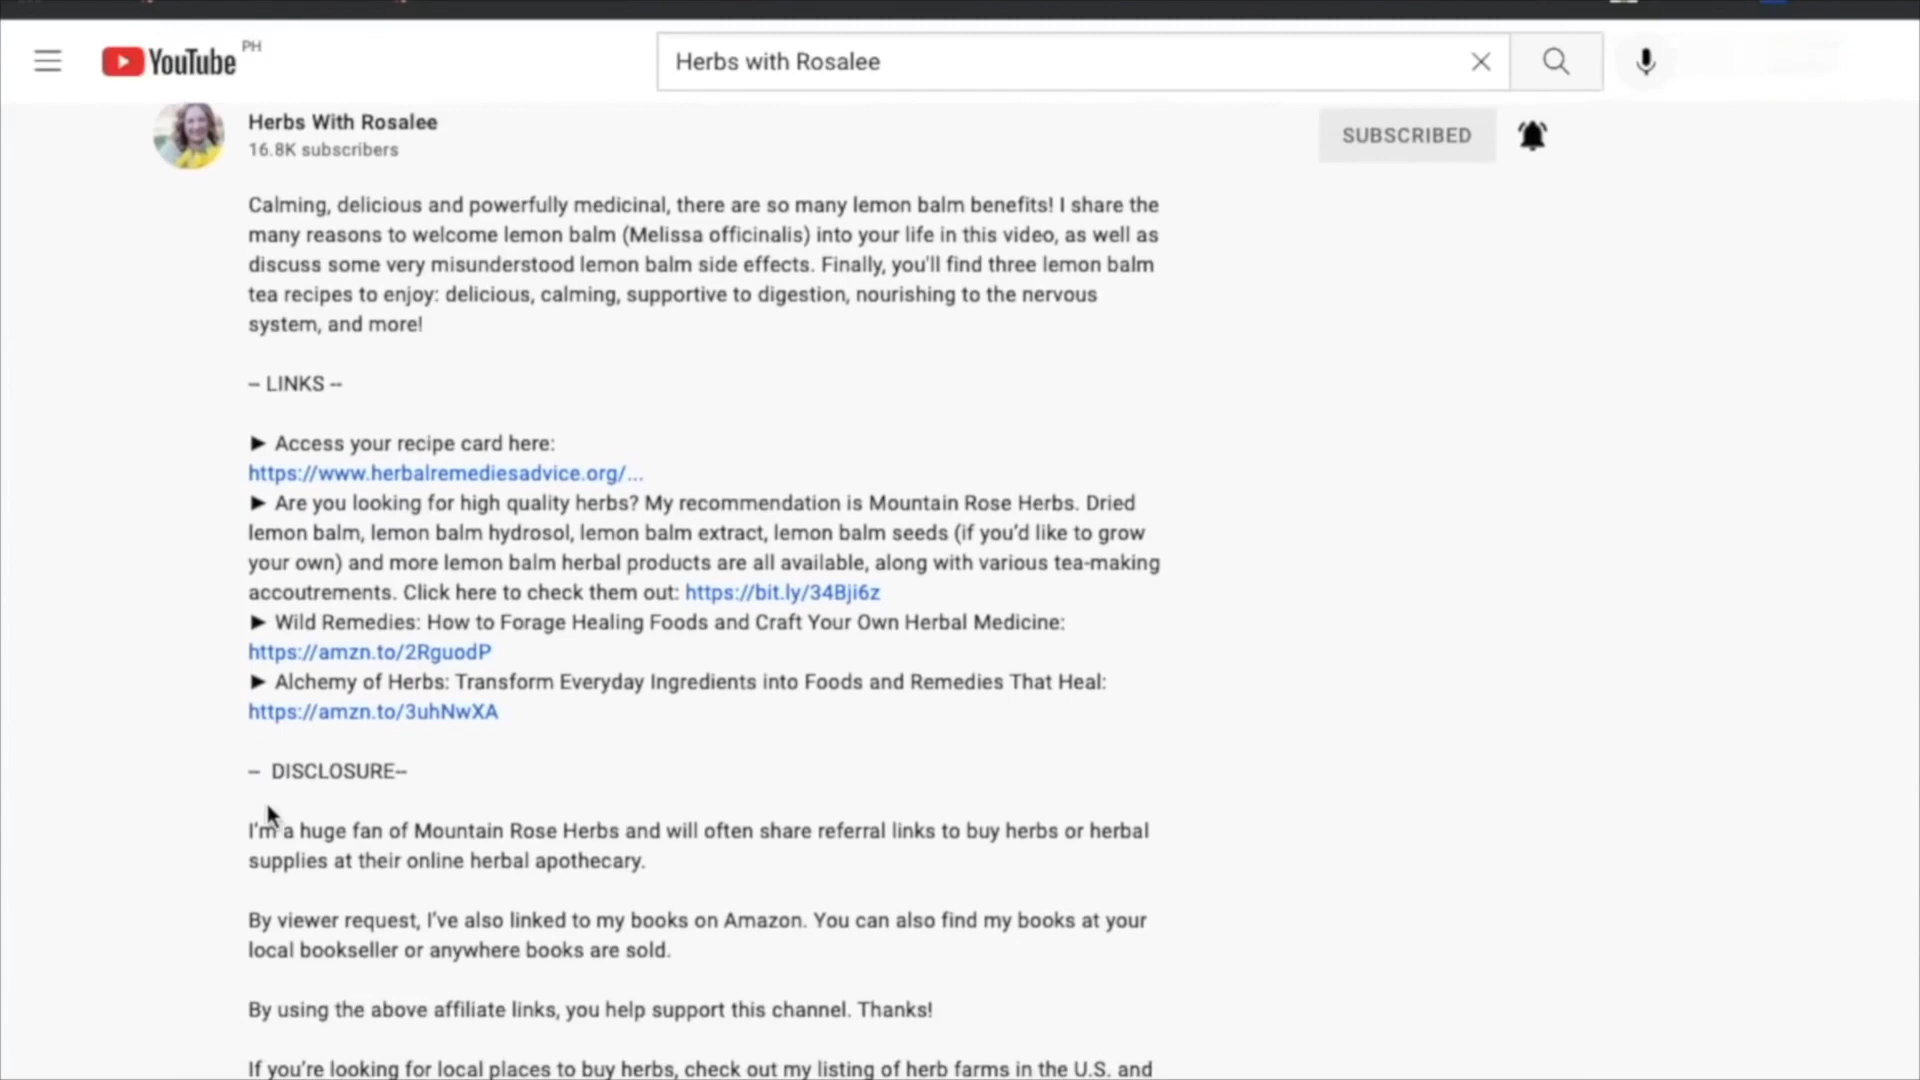 YouTube PH
Herbs with Rosalee
Herbs With Rosalee
16.8K subscribers
SUBSCRIBED
Calming, delicious and powerfully medicinal, there are so many lemon balm benefits! I share the
many reasons to welcome lemon balm (Melissa officinalis) into your life in this video, as well as
discuss some very misunderstood lemon balm side effects. Finally, you'll find three lemon balm
tea recipes to enjoy: delicious, calming, supportive to digestion, nourishing to the nervous
system, and more!
-- LINKS --
► Access your recipe card here:
https://www.herbalremediesadvice.org/...
► Are you looking for high quality herbs? My recommendation is Mountain Rose Herbs. Dried
lemon balm, lemon balm hydrosol, lemon balm extract, lemon balm seeds (if you’d like to grow
your own) and more lemon balm herbal products are all available, along with various tea-making
accoutrements. Click here to check them out: https://bit.ly/34Bji6z
► Wild Remedies: How to Forage Healing Foods and Craft Your Own Herbal Medicine:
https://amzn.to/2RguodP
► Alchemy of Herbs: Transform Everyday Ingredients into Foods and Remedies That Heal:
https://amzn.to/3uhNwXA
-- DISCLOSURE--
I’m a huge fan of Mountain Rose Herbs and will often share referral links to buy herbs or herbal
supplies at their online herbal apothecary.
By viewer request, I’ve also linked to my books on Amazon. You can also find my books at your
local bookseller or anywhere books are sold.
By using the above affiliate links, you help support this channel. Thanks!
If you’re looking for local places to buy herbs, check out my listing of herb farms in the U.S. and